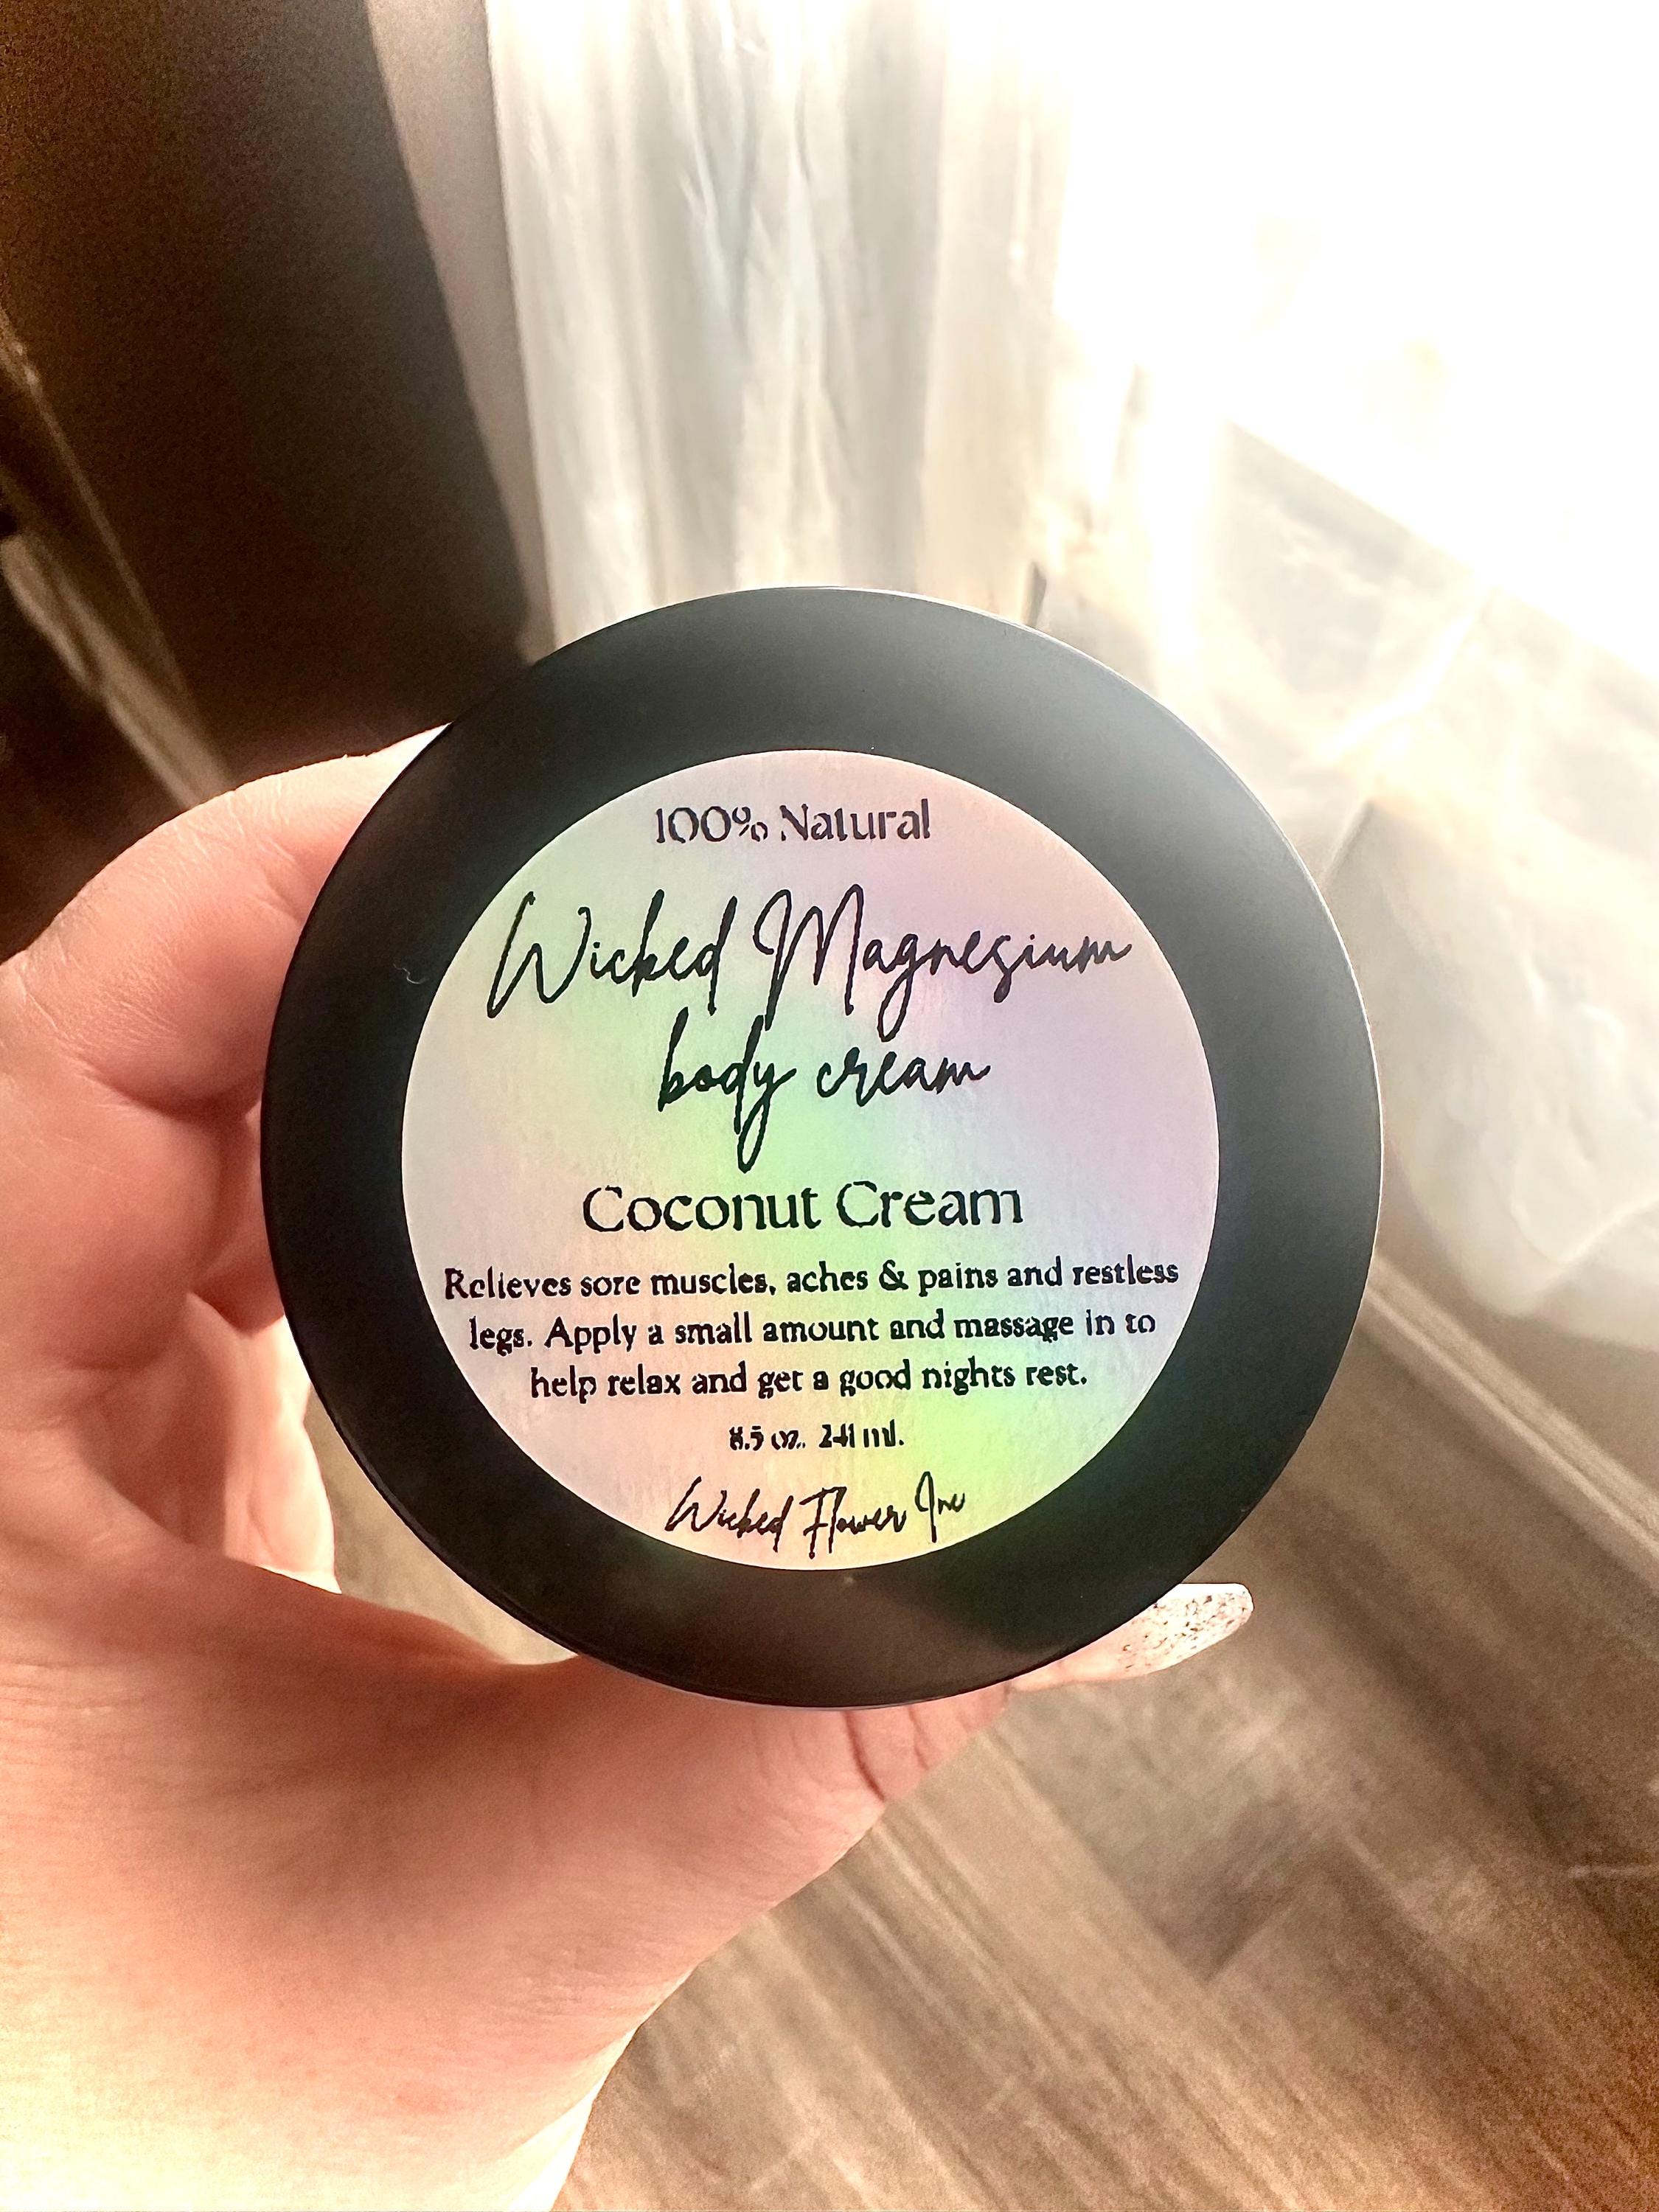 100% Natural
Wicked Magnesium
body cream
Coconut Cream
Relieves sore muscles, aches & pains and restless
legs. Apply a small amount and massage in to
help relax and get a good nights rest.
8.5 oz. 241 ml.
Wicked Flower Inc